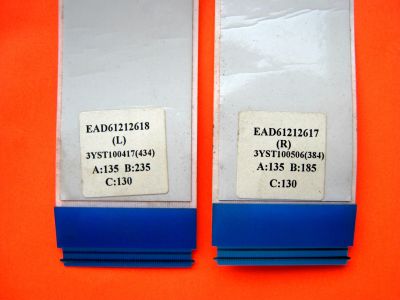 EAD61212618
(L)
3YST100417(434)
A:135 B:235
C:130
EAD61212617
(R)
3YST100506(384)
A:135 B:185
C:130